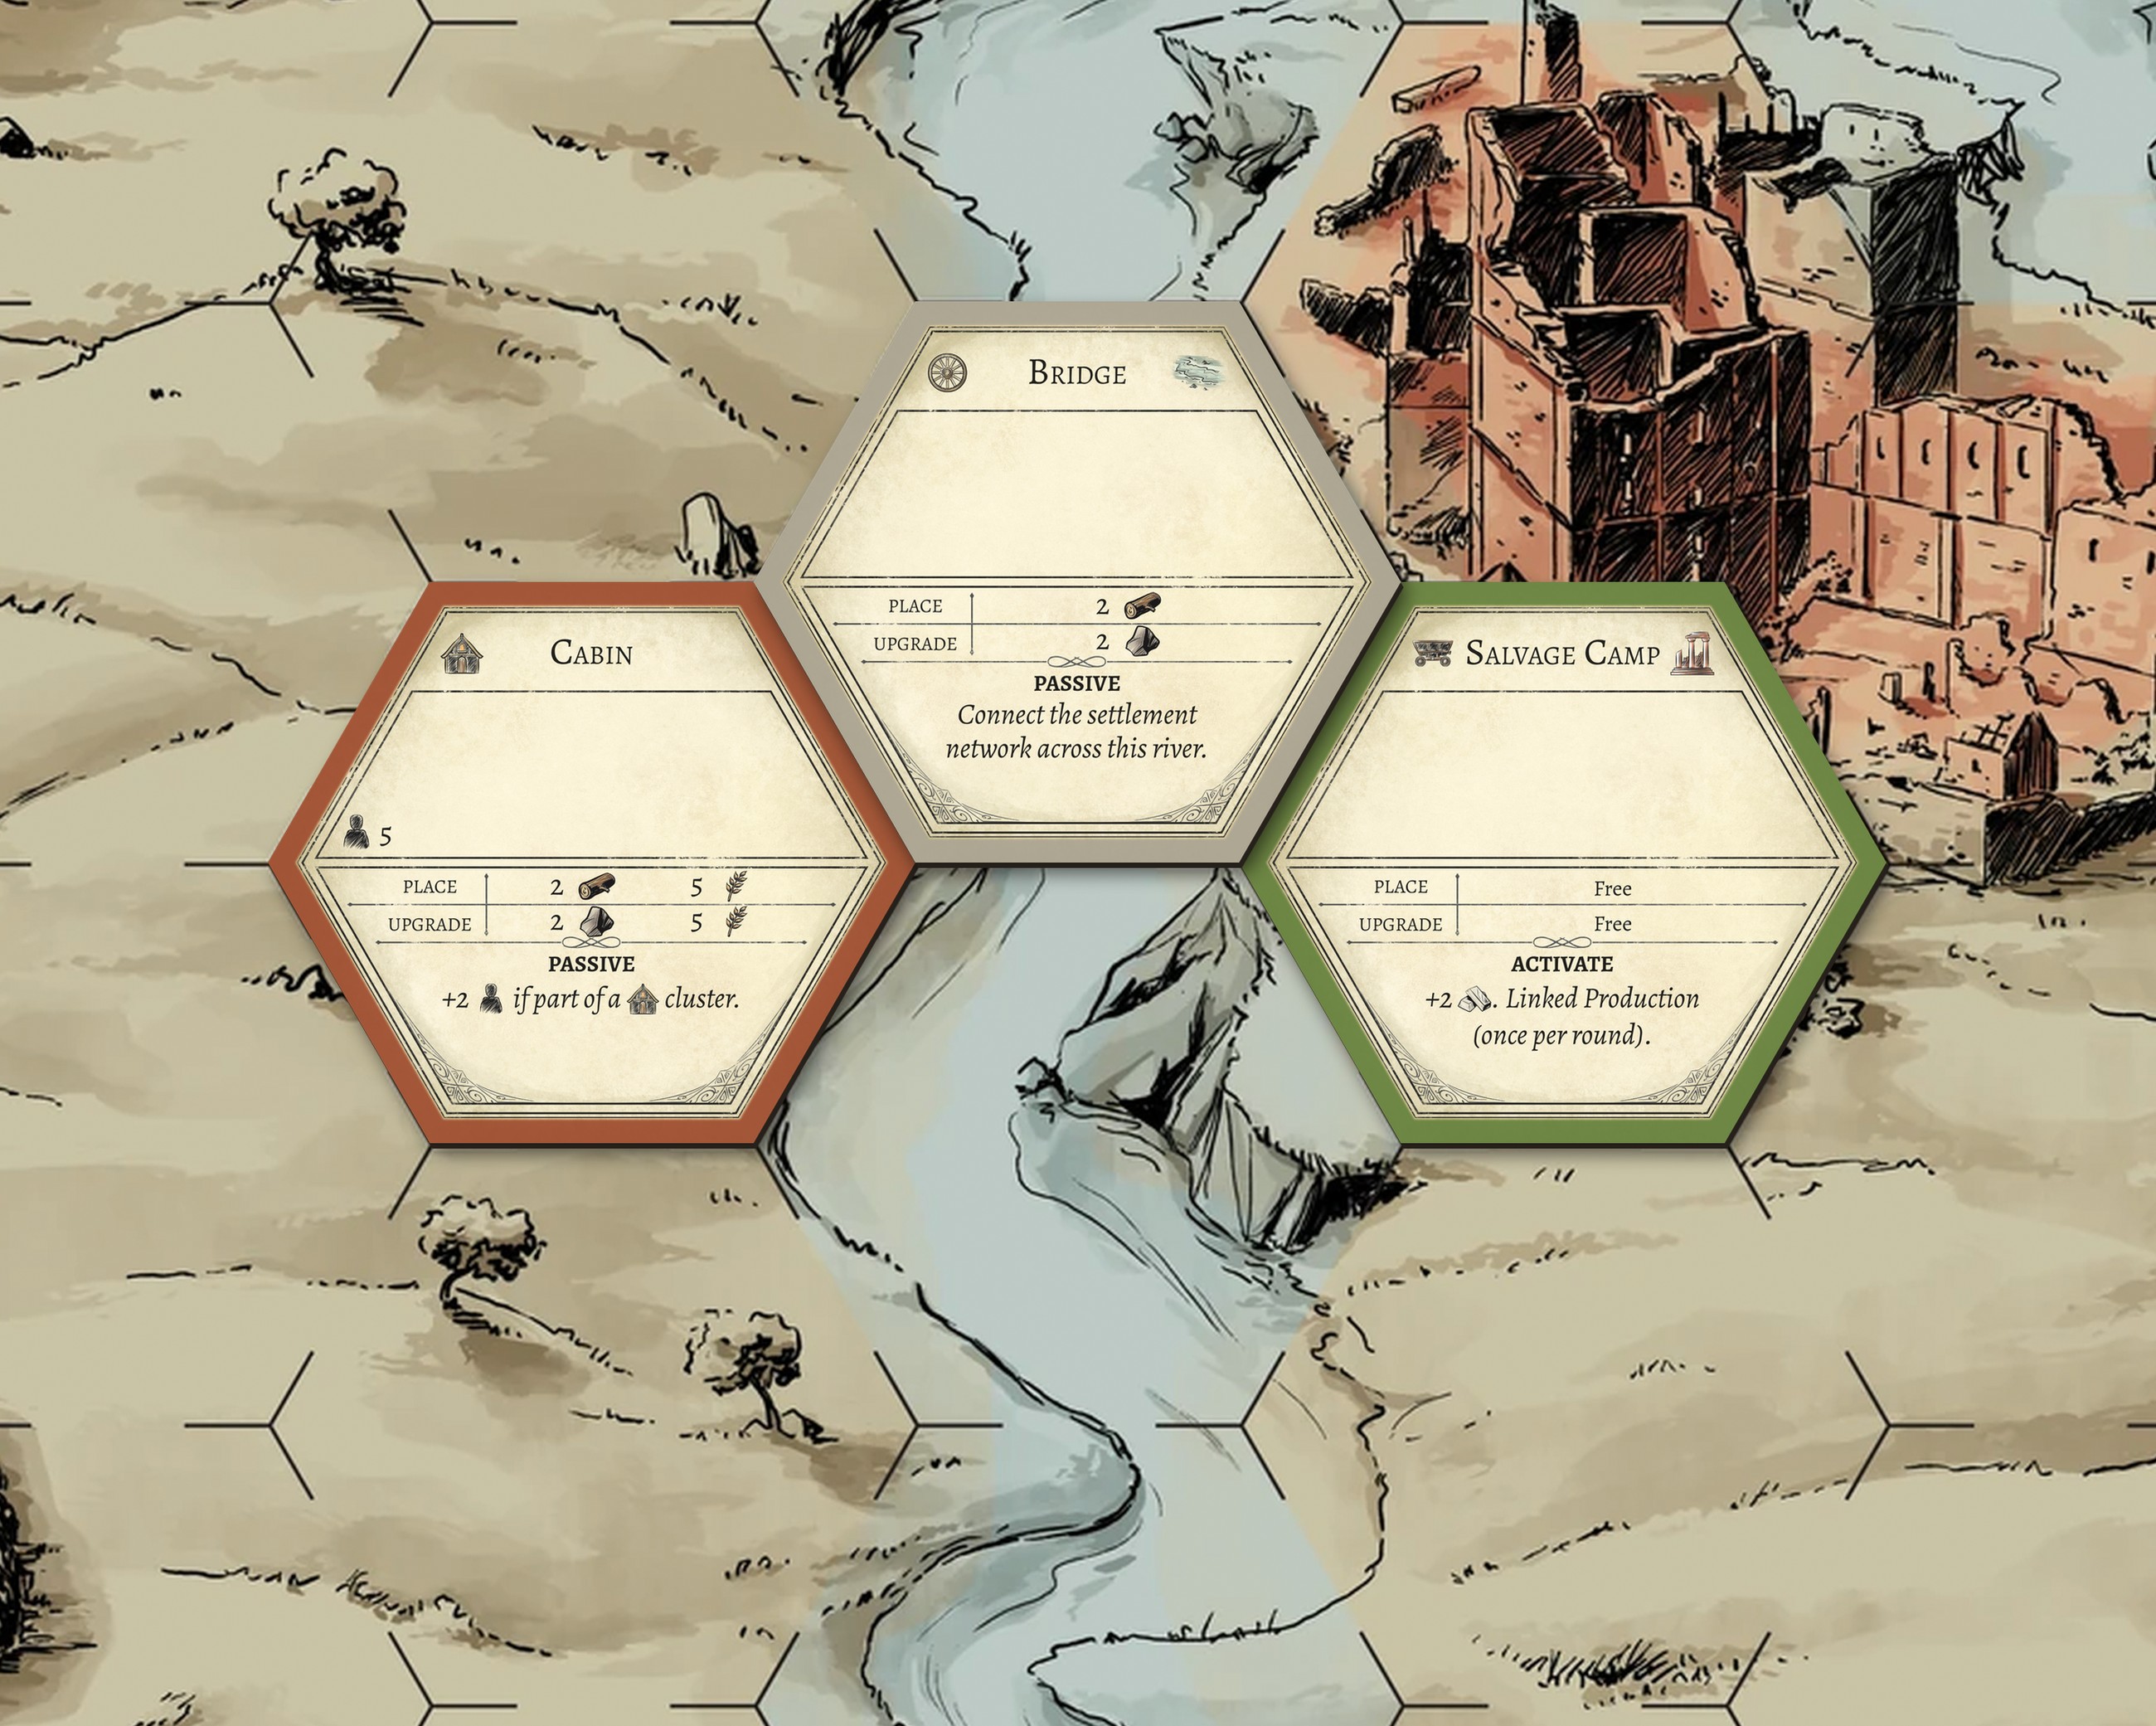 Bridge
PLACE 2
UPGRADE 2
PASSIVE
Connect the settlement
network across this river.
Cabin
5
PLACE 2 5
UPGRADE 2 5
PASSIVE
+2 if part of a cluster.
Salvage Camp
PLACE Free
UPGRADE Free
ACTIVATE
+2 . Linked Production
(once per round).